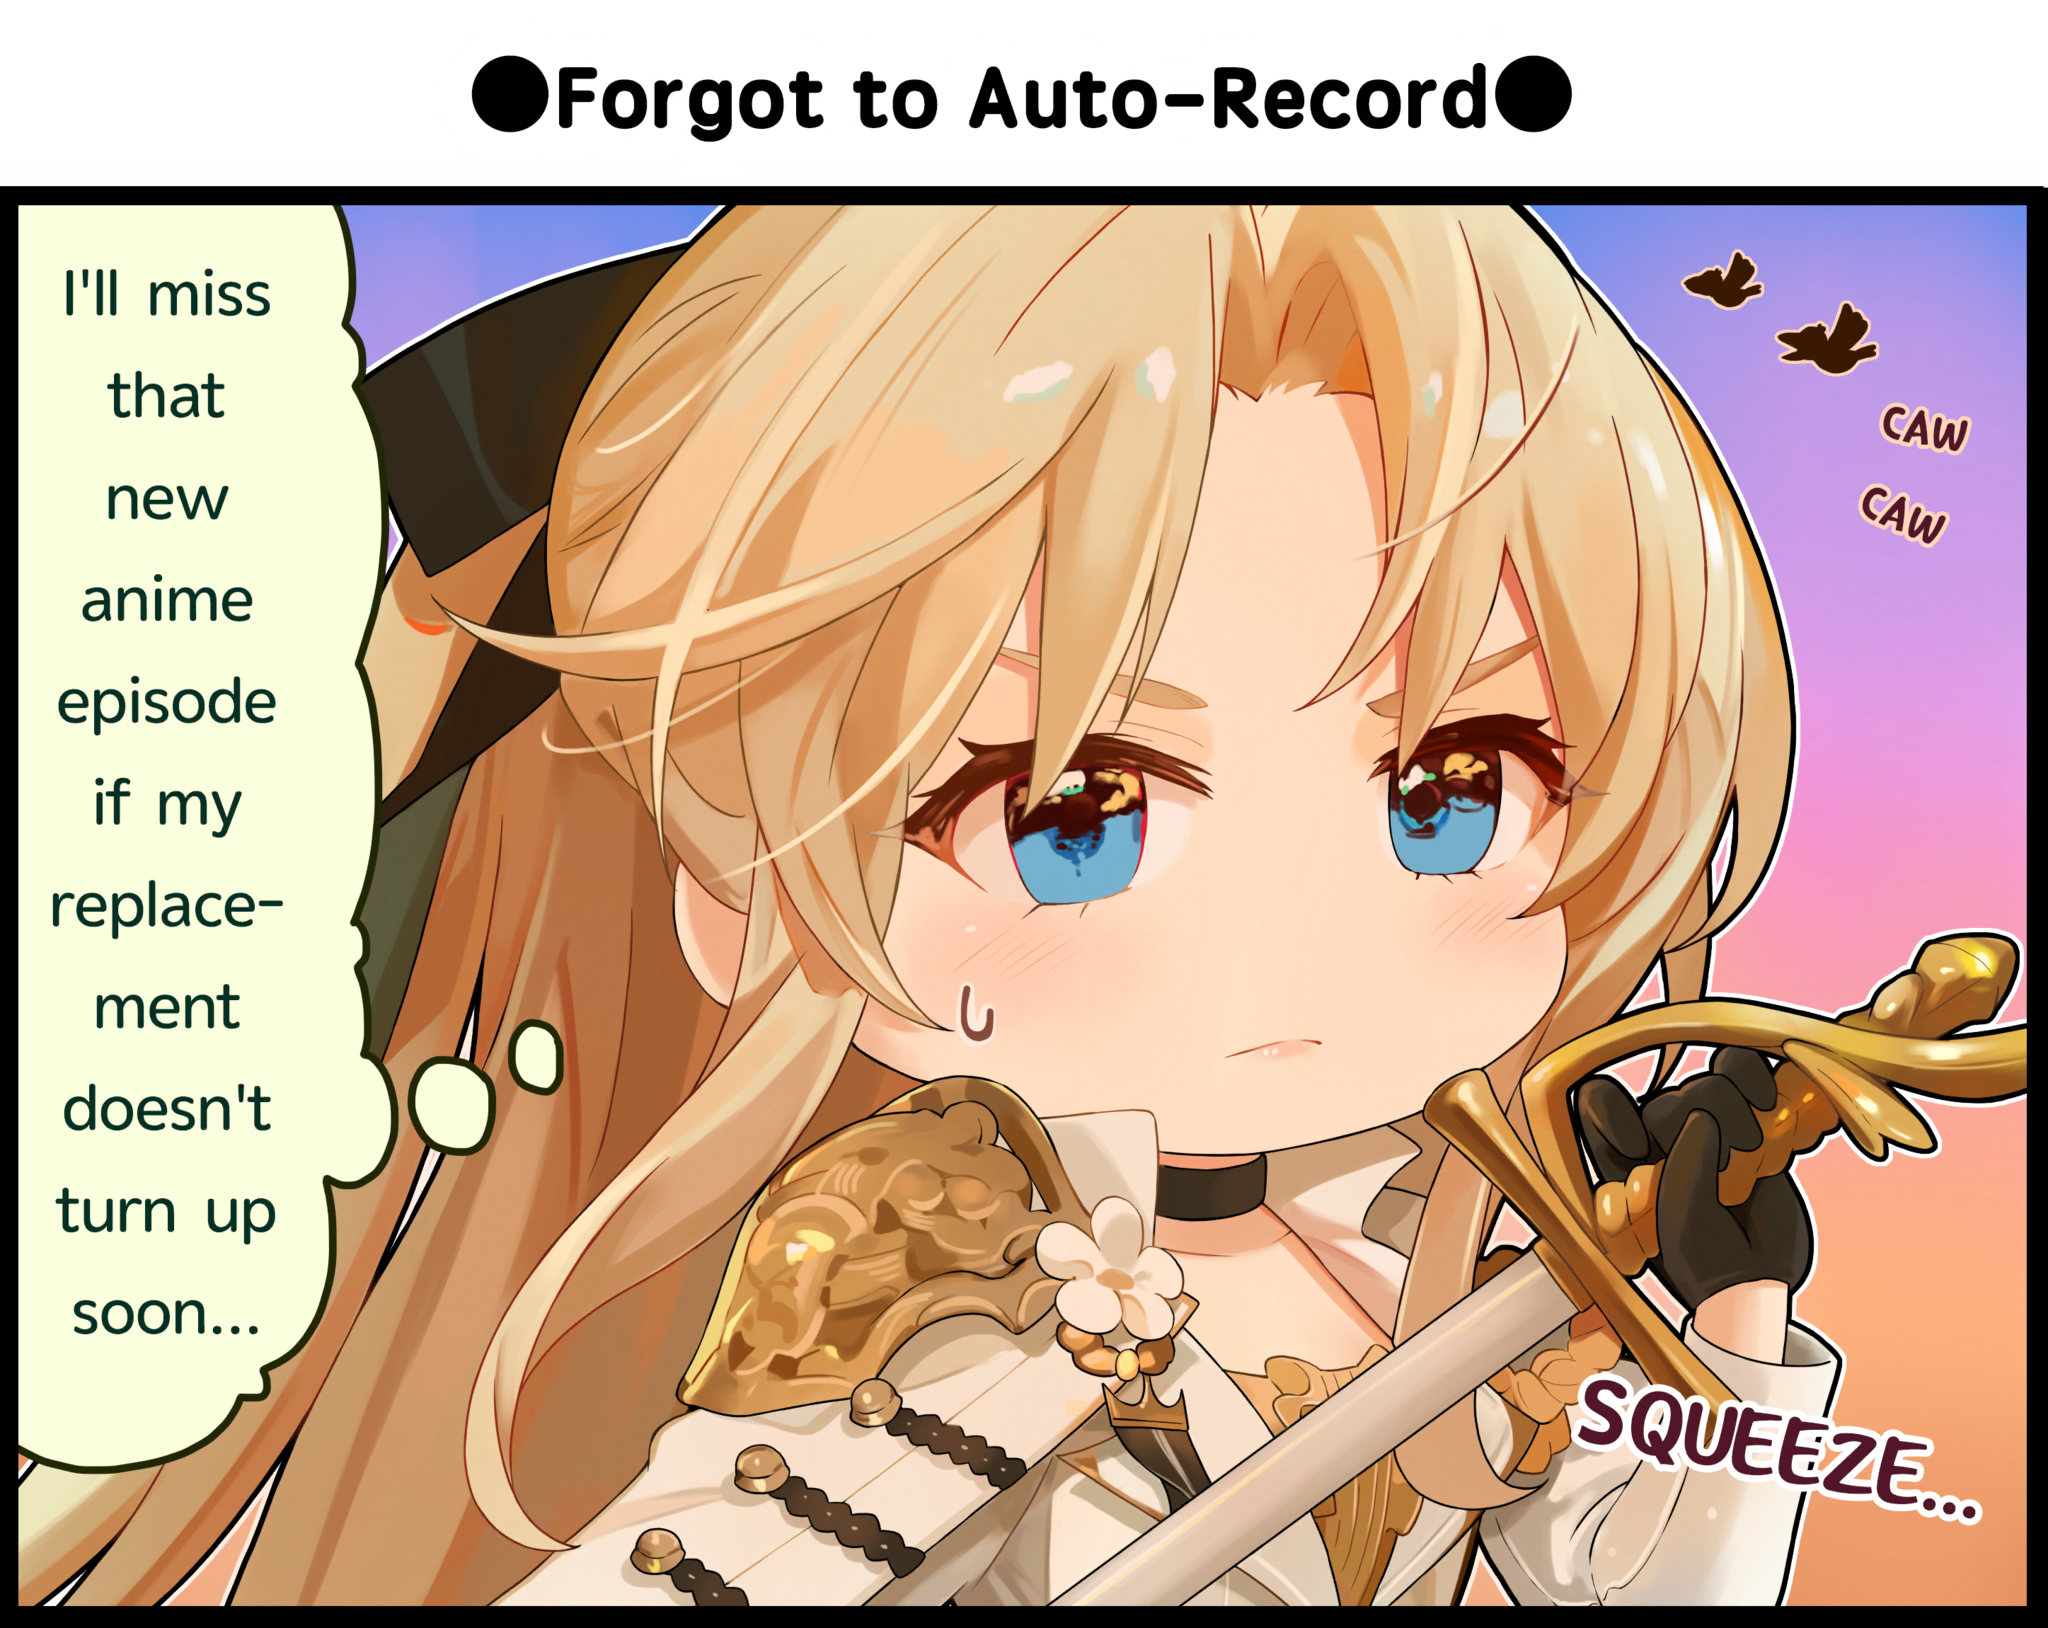 ●Forgot to Auto-Record●
I'll miss
that
new
anime
episode
if my
replace-
ment
doesn't
turn up
soon...
CAW
CAW
SQUEEZE...